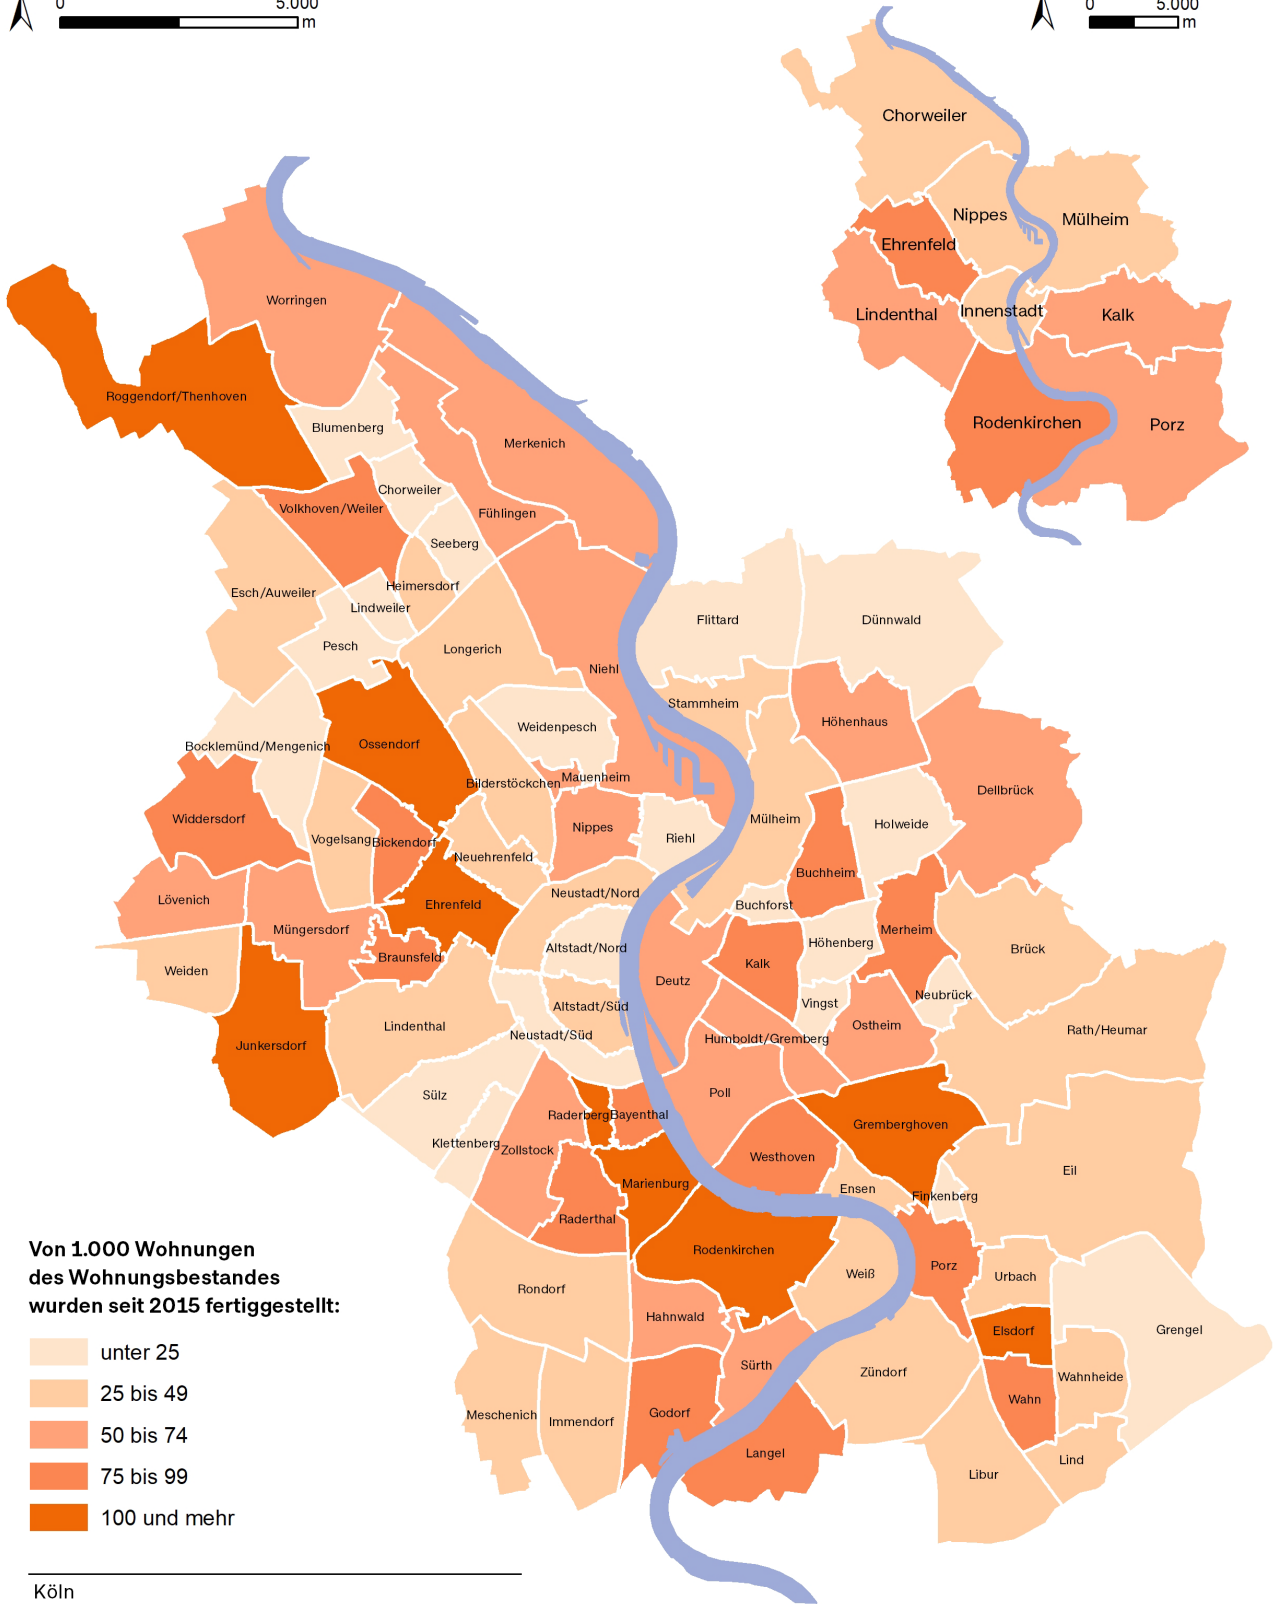 0 5.000
m
0 5.000
m
Chorweiler
Nippes
Mülheim
Ehrenfeld
Lindenthal
Innenstadt
Kalk
Rodenkirchen
Porz
Worringen
Roggendorf/Thenhoven
Blumenberg
Merkenich
Chorweiler
Volkhoven/Weiler
Fühlingen
Seeberg
Heimersdorf
Esch/Auweiler
Lindweiler
Flittard
Dünnwald
Pesch
Longerich
Niehl
Stammheim
Höhenhaus
Weidenpesch
Ossendorf
Bocklemünd/Mengenich
Mauenheim
Bilderstöckchen
Dellbrück
Widdersdorf
Mülheim
Holweide
Nippes
Riehl
Vogelsang
Bickendorf
Neuehrenfeld
Buchheim
Neustadt/Nord
Lövenich
Ehrenfeld
Buchforst
Müngersdorf
Merheim
Höhenberg
Altstadt/Nord
Brück
Braunsfeld
Kalk
Weiden
Deutz
Neubrück
Vingst
Altstadt/Süd
Lindenthal
Ostheim
Rath/Heumar
Neustadt/Süd
Humboldt/Gremberg
Junkersdorf
Sülz
Poll
Raderberg
Bayenthal
Gremberghoven
Klettenberg
Zollstock
Westhoven
Eil
Marienburg
Ensen
Finkenberg
Raderthal
Rodenkirchen
Porz
Weiß
Urbach
Rondorf
Hahnwald
Elsdorf
Grengel
Sürth
Zündorf
Wahnheide
Wahn
Meschenich
Immendorf
Godorf
Langel
Lind
Libur
Von 1.000 Wohnungen
des Wohnungsbestandes
wurden seit 2015 fertiggestellt:
unter 25
25 bis 49
50 bis 74
75 bis 99
100 und mehr
Köln